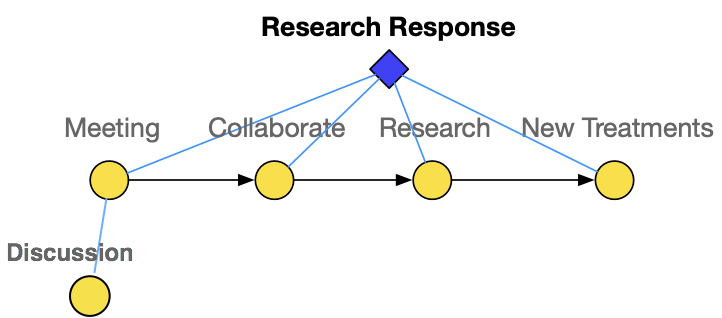 Research Response
Meeting
Collaborate
Research
New Treatments
Discussion